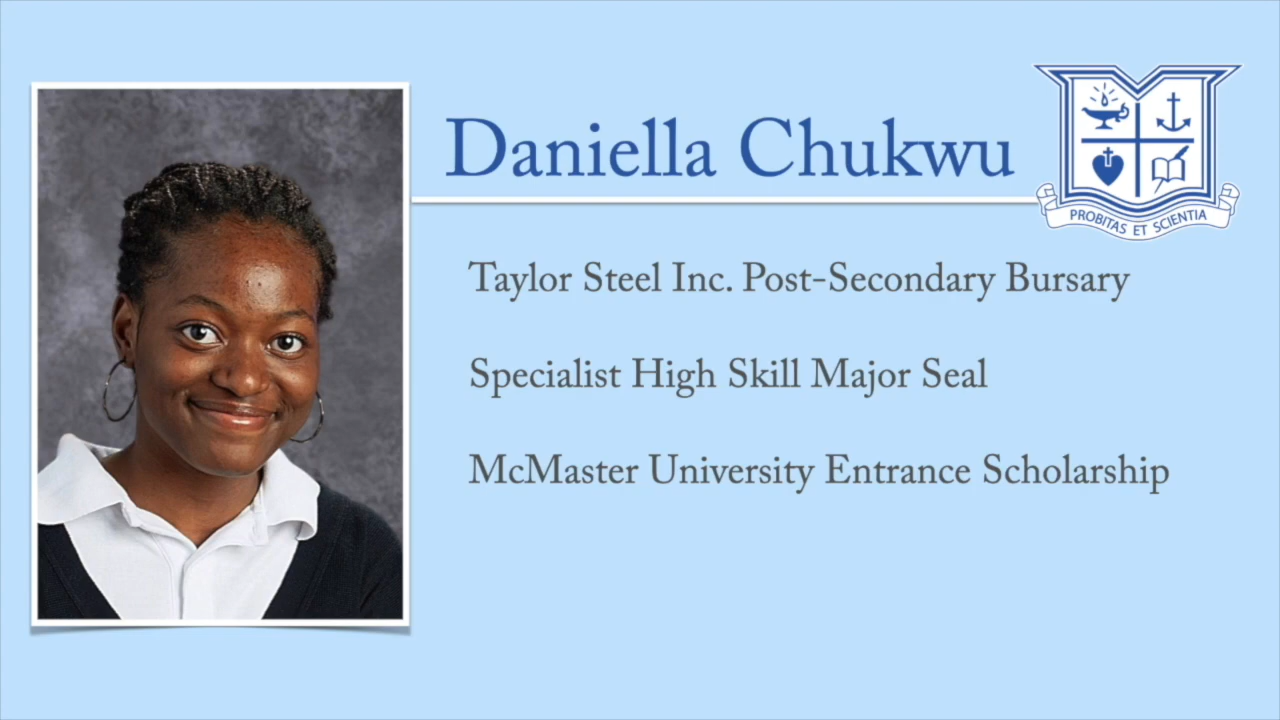 Daniella Chukwu
PROBITAS ET SCIENTIA
Taylor Steel Inc. Post-Secondary Bursary
Specialist High Skill Major Seal
McMaster University Entrance Scholarship